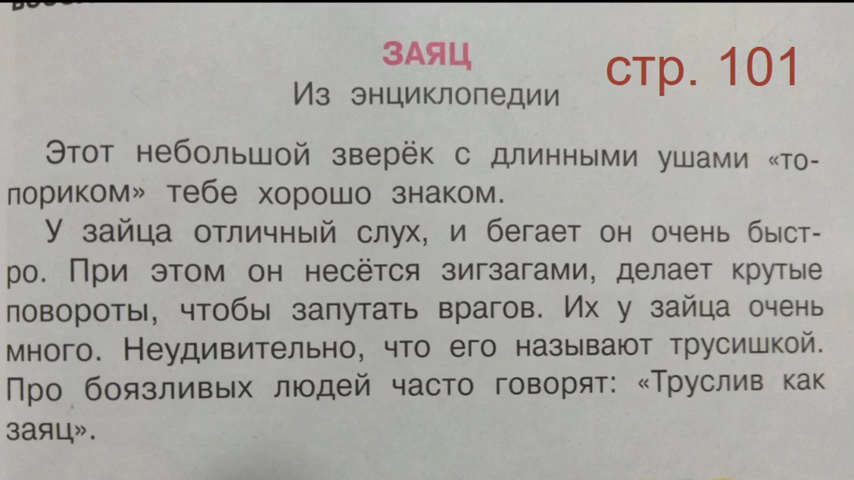 ЗАЯЦ
стр. 101
Из энциклопедии
Этот небольшой зверёк с длинными ушами «то-
пориком» тебе хорошо знаком.
У зайца отличный слух, и бегает он очень быст-
ро. При этом он несётся зигзагами, делает крутые
повороты, чтобы запутать врагов. Их у зайца очень
много. Неудивительно, что его называют трусишкой.
Про боязливых людей часто говорят: «Труслив как
заяц».